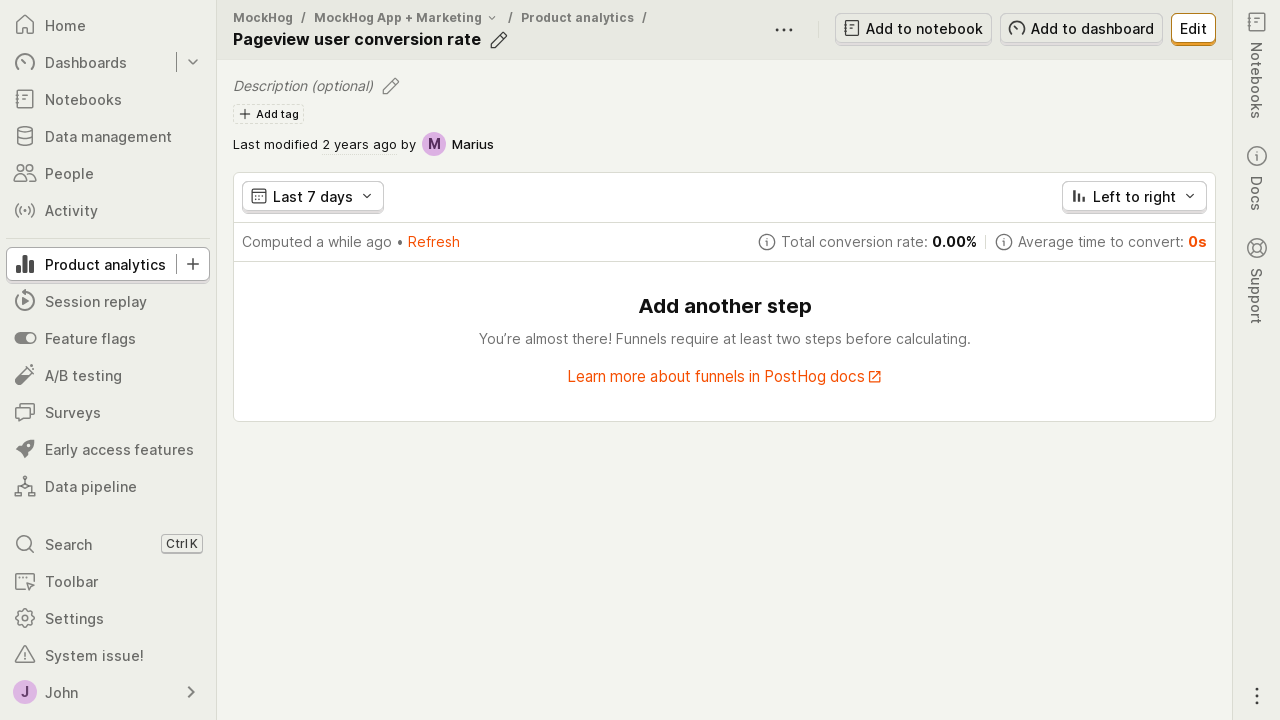 Home
Dashboards
Notebooks
Data management
People
Activity
Product analytics
Session replay
Feature flags
A/B testing
Surveys
Early access features
Data pipeline
Search Ctrl K
Toolbar
Settings
System issue!
J John
MockHog / MockHog App + Marketing / Product analytics /
Pageview user conversion rate
Add to notebook Add to dashboard Edit
Description (optional)
Add tag
Last modified 2 years ago by M Marius
Last 7 days Left to right
Computed a while ago • Refresh Total conversion rate: 0.00% Average time to convert: 0s
Add another step
You're almost there! Funnels require at least two steps before calculating.
Learn more about funnels in PostHog docs
Notebooks
Docs
Support